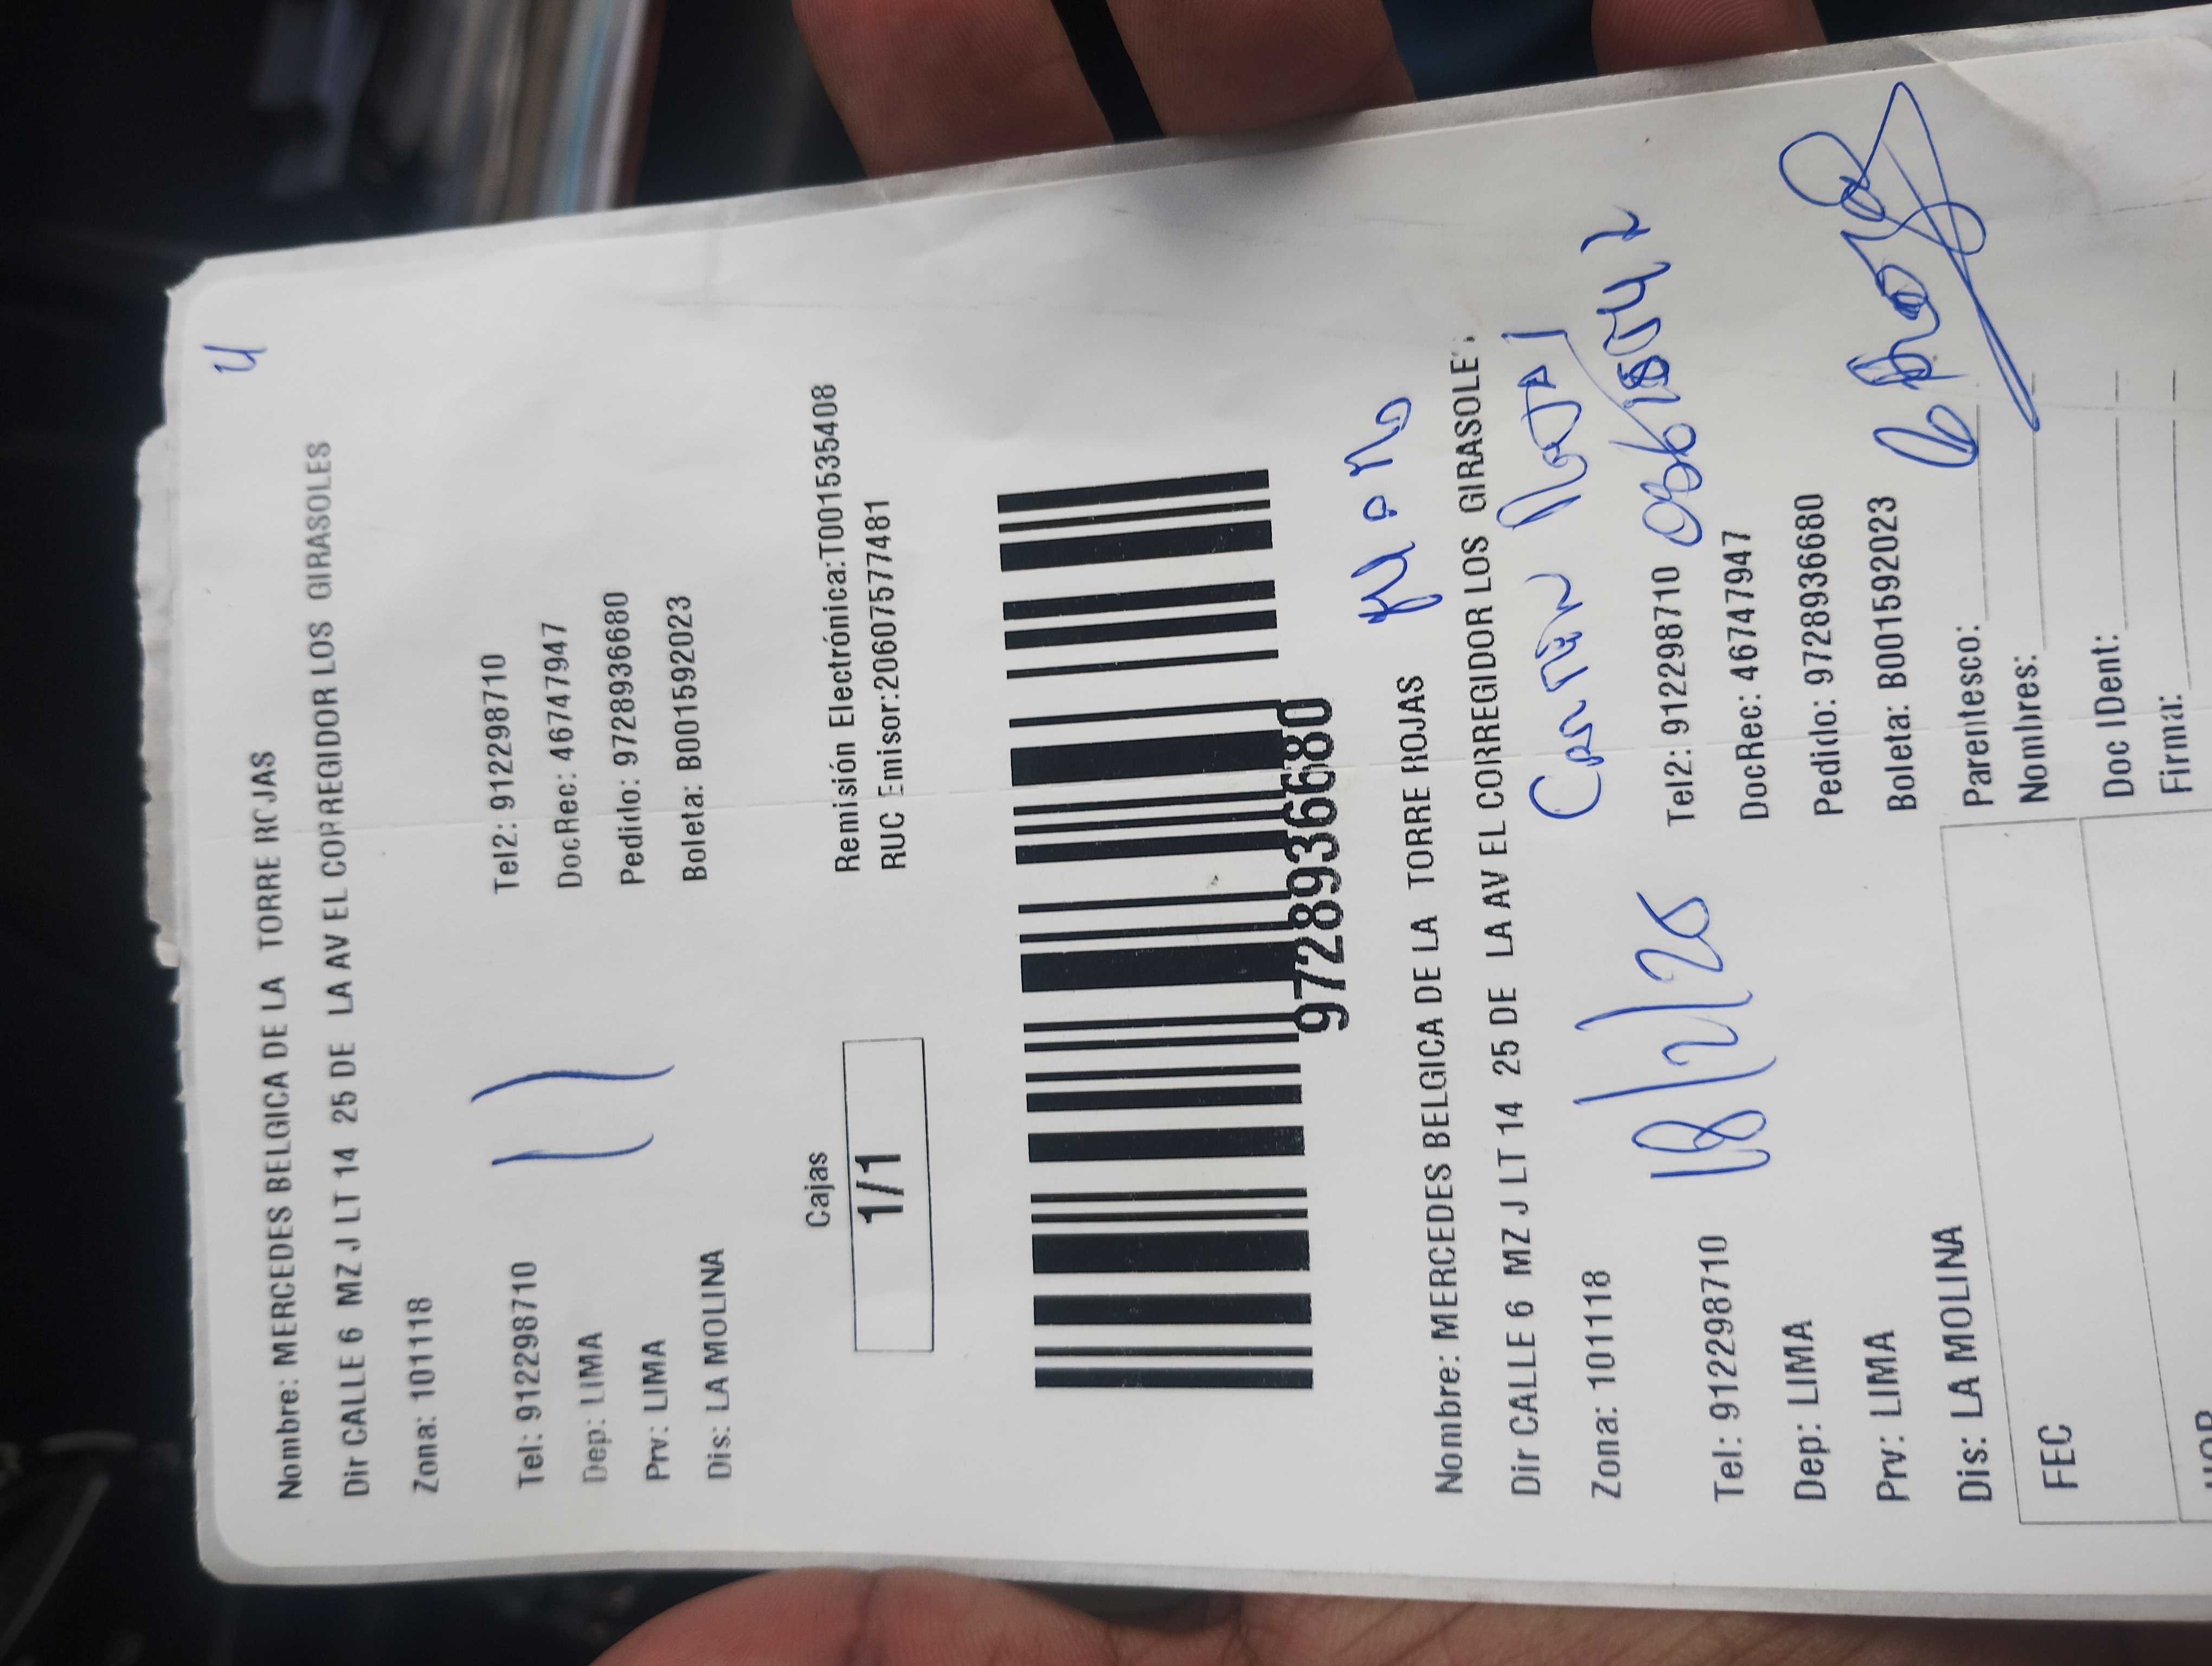 Nombre: MERCEDES BELGICA DE LA TORRE ROJAS
Dir CALLE 6 MZ J LT 14 25 DE LA AV EL CORREGIDOR LOS GIRASOLES
Zona: 101118
Tel: 912298710 Tel2: 912298710
Dep: LIMA DocRec: 46747947
Prv: LIMA Pedido: 9728936680
Dis: LA MOLINA Boleta: B001592023
Cajas
1/1
Remisión Electrónica:T001535408
RUC Emisor:20607577481
9728936680
Nombre: MERCEDES BELGICA DE LA TORRE ROJAS
Dir CALLE 6 MZ J LT 14 25 DE LA AV EL CORREGIDOR LOS GIRASOLE
Zona: 101118
18/2/26
Tel: 912298710 Tel2: 912298710
Dep: LIMA DocRec: 46747947
Prv: LIMA Pedido: 9728936680
Dis: LA MOLINA Boleta: B001592023
FEC
Parentesco:
Nombres:
Doc IDent:
Firma: